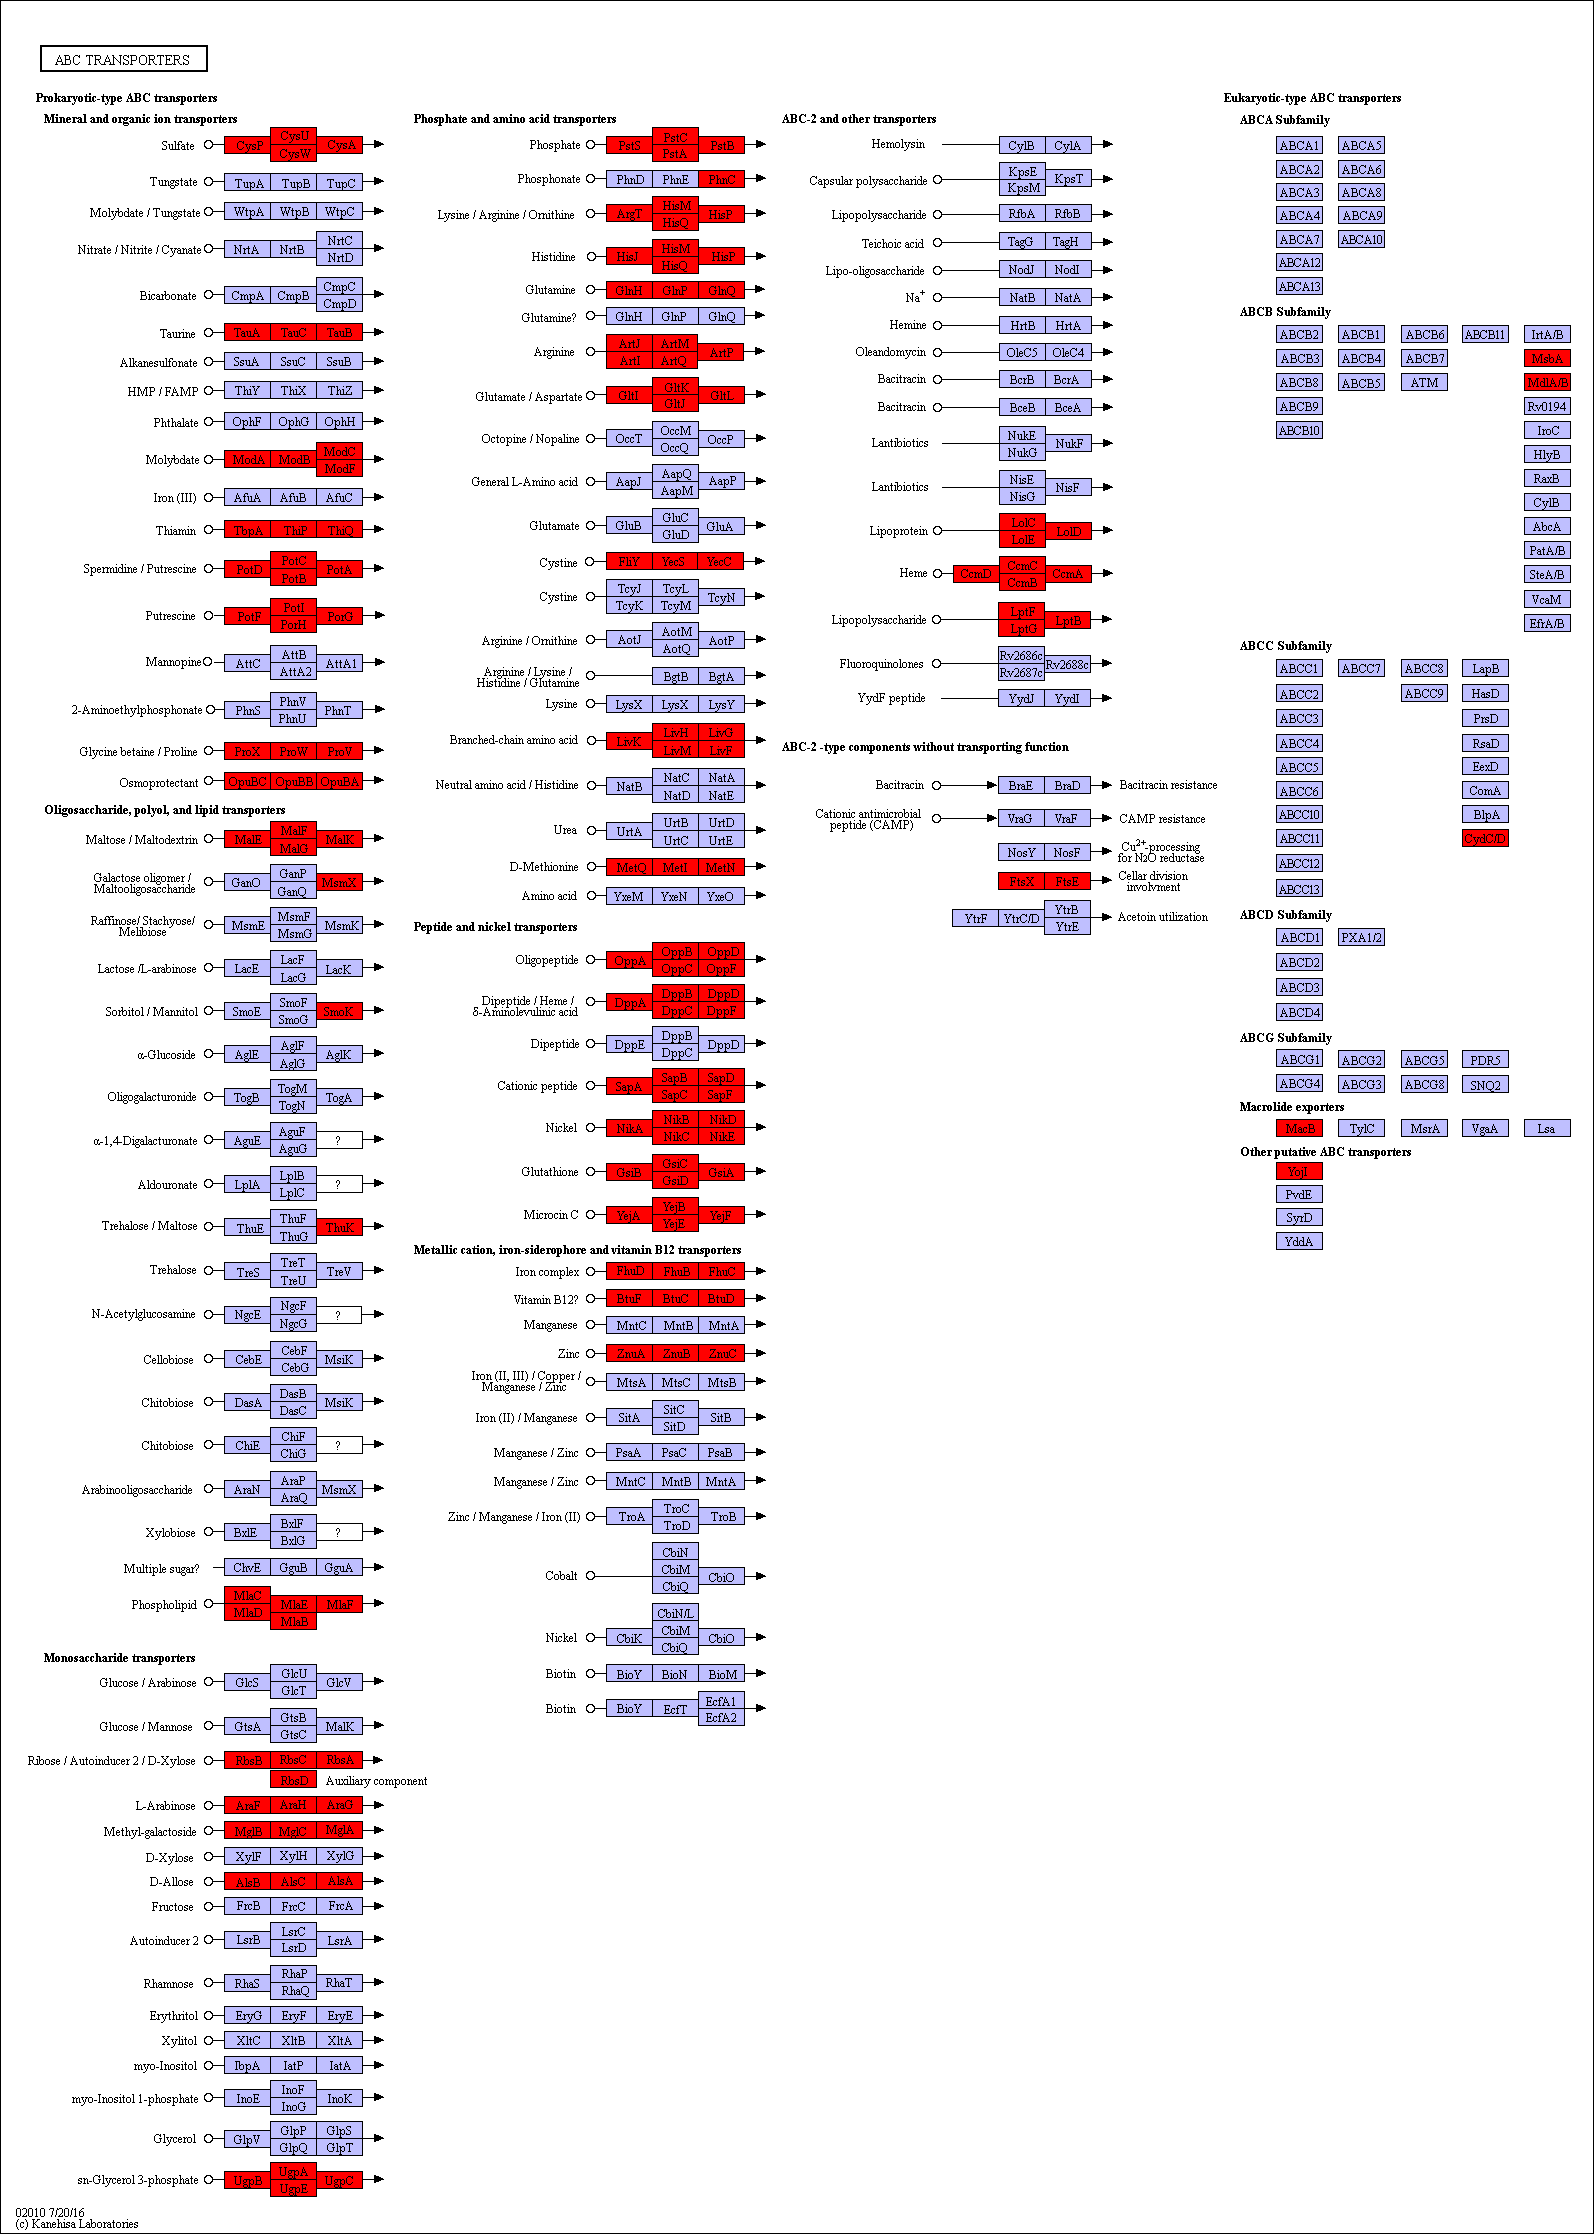 ABC TRANSPORTERS
Prokaryotic-type ABC transporters
Mineral and organic ion transporters
Sulfate CysP CysU CysA
CysW
Tungstate TupA TupB TupC
Molybdate / Tungstate WtpA WtpB WtpC
Nitrate / Nitrite / Cyanate NrtA NrtB NrtC
NrtD
Bicarbonate CmpA CmpB CmpC
CmpD
Taurine TauA TauC TauB
Alkanesulfonate SsuA SsuC SsuB
HMP / FAMP ThiY ThiX ThiZ
Phthalate OphF OphG OphH
Molybdate ModA ModB ModC
ModF
Iron (III) AfuA AfuB AfuC
Thiamin TbpA ThiP ThiQ
Spermidine / Putrescine PotD PotC PotA
PotB
Putrescine PotF PotI PorG
PorH
Mannopine AttC AttB AttA1
AttA2
2-Aminoethylphosphonate PhnS PhnV PhnT
PhnU
Glycine betaine / Proline ProX ProW ProV
Osmoprotectant OpuBC OpuBB OpuBA
Oligosaccharide, polyol, and lipid transporters
Maltose / Maltodextrin MalE MalF MalK
MalG
Galactose oligomer /
Maltooligosaccharide GanO GanP MsmX
GanQ
Raffinose/ Stachyose/
Melibiose MsmE MsmF MsmK
MsmG
Lactose /L-arabinose LacE LacF LacK
LacG
Sorbitol / Mannitol SmoE SmoF SmoK
SmoG
α-Glucoside AglE AglF AglK
AglG
Oligogalacturonide TogB TogM TogA
TogN
α-1,4-Digalacturonate AguE AguF ?
AguG
Aldouronate LplA LplB ?
LplC
Trehalose / Maltose ThuE ThuF ThuK
ThuG
Trehalose TreS TreT TreV
TreU
N-Acetylglucosamine NgcE NgcF ?
NgcG
Cellobiose CebE CebF MsiK
CebG
Chitobiose DasA DasB MsiK
DasC
Chitobiose ChiE ChiF ?
ChiG
Arabinooligosaccharide AraN AraP MsmX
AraQ
Xylobiose BxlE BxlF ?
BxlG
Multiple sugar? ChvE GguB GguA
Phospholipid MlaC MlaE MlaF
MlaD MlaB
Monosaccharide transporters
Glucose / Arabinose GlcS GlcU GlcV
GlcT
Glucose / Mannose GtsA GtsB MalK
GtsC
Ribose / Autoinducer 2 / D-Xylose RbsB RbsC RbsA
RbsD Auxiliary component
L-Arabinose AraF AraH AraG
Methyl-galactoside MglB MglC MglA
D-Xylose XylF XylH XylG
D-Allose AlsB AlsC AlsA
Fructose FrcB FrcC FrcA
Autoinducer 2 LsrB LsrC LsrA
LsrD
Rhamnose RhaS RhaP RhaT
RhaQ
Erythritol EryG EryF EryE
Xylitol XltC XltB XltA
myo-Inositol IbpA IatP IatA
myo-Inositol 1-phosphate InoE InoF InoK
InoG
Glycerol GlpV GlpP GlpS
GlpQ GlpT
sn-Glycerol 3-phosphate UgpB UgpA UgpC
UgpE
02010 7/20/16
(c) Kanehisa Laboratories
Phosphate and amino acid transporters
Phosphate PstS PstC PstB
PstA
Phosphonate PhnD PhnE PhnC
Lysine / Arginine / Ornithine ArgT HisM HisP
HisQ
Histidine HisJ HisM HisP
HisQ
Glutamine GlnH GlnP GlnQ
Glutamine? GlnH GlnP GlnQ
Arginine ArtJ ArtM ArtP
ArtI ArtQ
Glutamate / Aspartate GltI GltK GltL
GltJ
Octopine / Nopaline OccT OccM OccP
OccQ
General L-Amino acid AapJ AapQ AapP
AapM
Glutamate GluB GluC GluA
GluD
Cystine FliY YecS YecC
Cystine TcyJ TcyL TcyN
TcyK TcyM
Arginine / Ornithine AotJ AotM AotP
AotQ
Arginine / Lysine /
Histidine / Glutamine BgtB BgtA
Lysine LysX LysX LysY
Branched-chain amino acid LivK LivH LivG
LivM LivF
Neutral amino acid / Histidine NatB NatC NatA
NatD NatE
Urea UrtA UrtB UrtD
UrtC UrtE
D-Methionine MetQ MetI MetN
Amino acid YxeM YxeN YxeO
Peptide and nickel transporters
Oligopeptide OppA OppB OppD
OppC OppF
Dipeptide / Heme /
δ-Aminolevulinic acid DppA DppB DppD
DppC DppF
Dipeptide DppE DppB DppD
DppC
Cationic peptide SapA SapB SapD
SapC SapF
Nickel NikA NikB NikD
NikC NikE
Glutathione GsiB GsiC GsiA
GsiD
Microcin C YejA YejB YejF
YejE
Metallic cation, iron-siderophore and vitamin B12 transporters
Iron complex FhuD FhuB FhuC
Vitamin B12? BtuF BtuC BtuD
Manganese MntC MntB MntA
Zinc ZnuA ZnuB ZnuC
Iron (II, III) / Copper /
Manganese / Zinc MtsA MtsC MtsB
Iron (II) / Manganese SitA SitC SitB
SitD
Manganese / Zinc PsaA PsaC PsaB
Manganese / Zinc MntC MntB MntA
Zinc / Manganese / Iron (II) TroA TroC TroB
TroD
CbiN
Cobalt CbiM CbiO
CbiQ
CbiN/L
Nickel CbiK CbiM CbiO
CbiQ
Biotin BioY BioN BioM
Biotin BioY EcfT EcfA1
EcfA2
ABC-2 and other transporters
Hemolysin CylB CylA
Capsular polysaccharide KpsE KpsT
KpsM
Lipopolysaccharide RfbA RfbB
Teichoic acid TagG TagH
Lipo-oligosaccharide NodJ NodI
Na+ NatB NatA
Hemine HrtB HrtA
Oleandomycin OleC5 OleC4
Bacitracin BcrB BcrA
Bacitracin BceB BceA
Lantibiotics NukE NukF
NukG
Lantibiotics NisE NisF
NisG
Lipoprotein LolC LolD
LolE
Heme CcmD CcmC CcmA
CcmB
Lipopolysaccharide LptF LptB
LptG
Fluoroquinolones Rv2686c Rv2688c
Rv2687c
YydF peptide YydJ YydI
ABC-2 -type components without transporting function
Bacitracin BraE BraD Bacitracin resistance
Cationic antimicrobial
peptide (CAMP) VraG VraF CAMP resistance
NosY NosF Cu2+-processing
for N2O reductase
FtsX FtsE Cellar division
involvment
YtrF YtrC/D YtrB Acetoin utilization
YtrE
Eukaryotic-type ABC transporters
ABCA Subfamily
ABCA1 ABCA5
ABCA2 ABCA6
ABCA3 ABCA8
ABCA4 ABCA9
ABCA7 ABCA10
ABCA12
ABCA13
ABCB Subfamily
ABCB2 ABCB1 ABCB6 ABCB11 IrtA/B
ABCB3 ABCB4 ABCB7 MsbA
ABCB8 ABCB5 ATM MdlA/B
ABCB9 Rv0194
ABCB10 IroC
HlyB
RaxB
CylB
AbcA
PatA/B
SteA/B
VcaM
EfrA/B
ABCC Subfamily
ABCC1 ABCC7 ABCC8 LapB
ABCC2 ABCC9 HasD
ABCC3 PrsD
ABCC4 RsaD
ABCC5 EexD
ABCC6 ComA
ABCC10 BlpA
ABCC11 CydC/D
ABCC12
ABCC13
ABCD Subfamily
ABCD1 PXA1/2
ABCD2
ABCD3
ABCD4
ABCG Subfamily
ABCG1 ABCG2 ABCG5 PDR5
ABCG4 ABCG3 ABCG8 SNQ2
Macrolide exporters
MacB TylC MsrA VgaA Lsa
Other putative ABC transporters
YojI
PvdE
SyrD
YddA